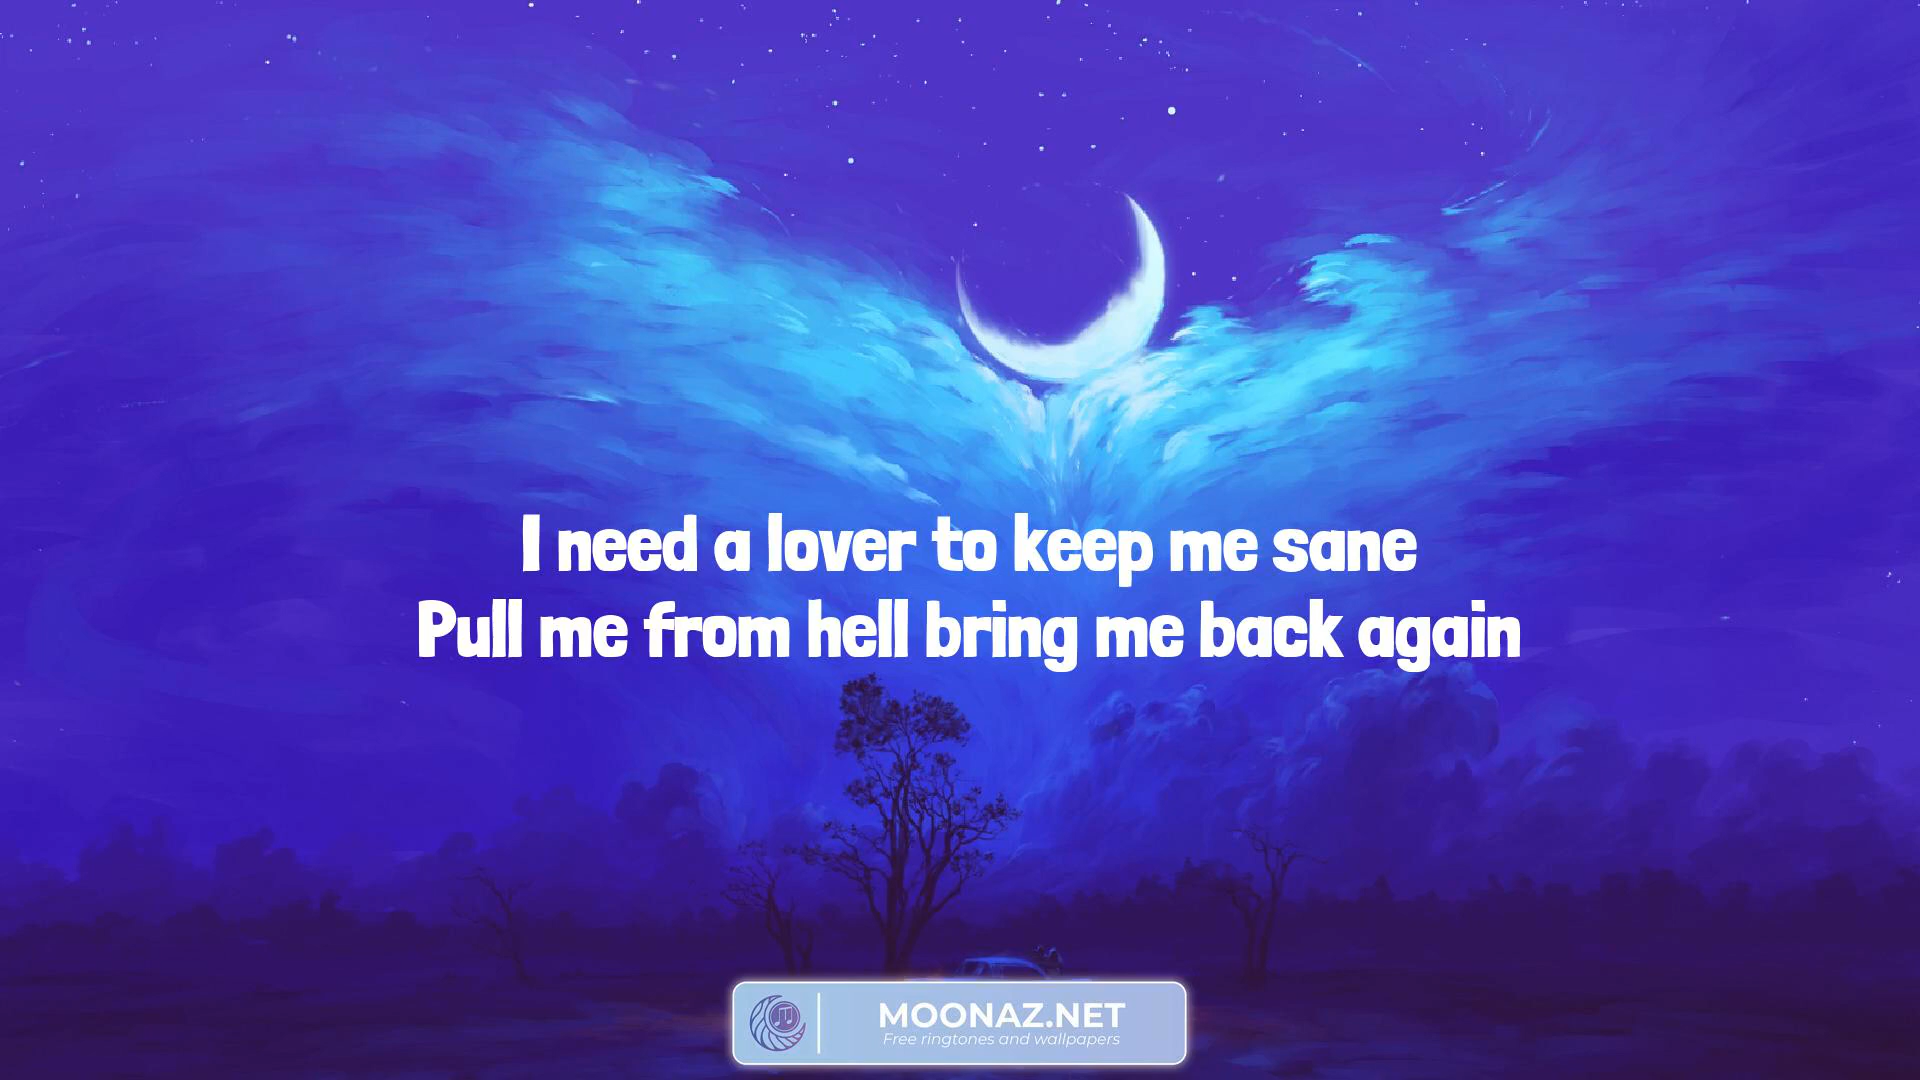 I need a lover to keep me sane
Pull me from hell bring me back again
MOONAZ.NET
Free ringtones and wallpapers